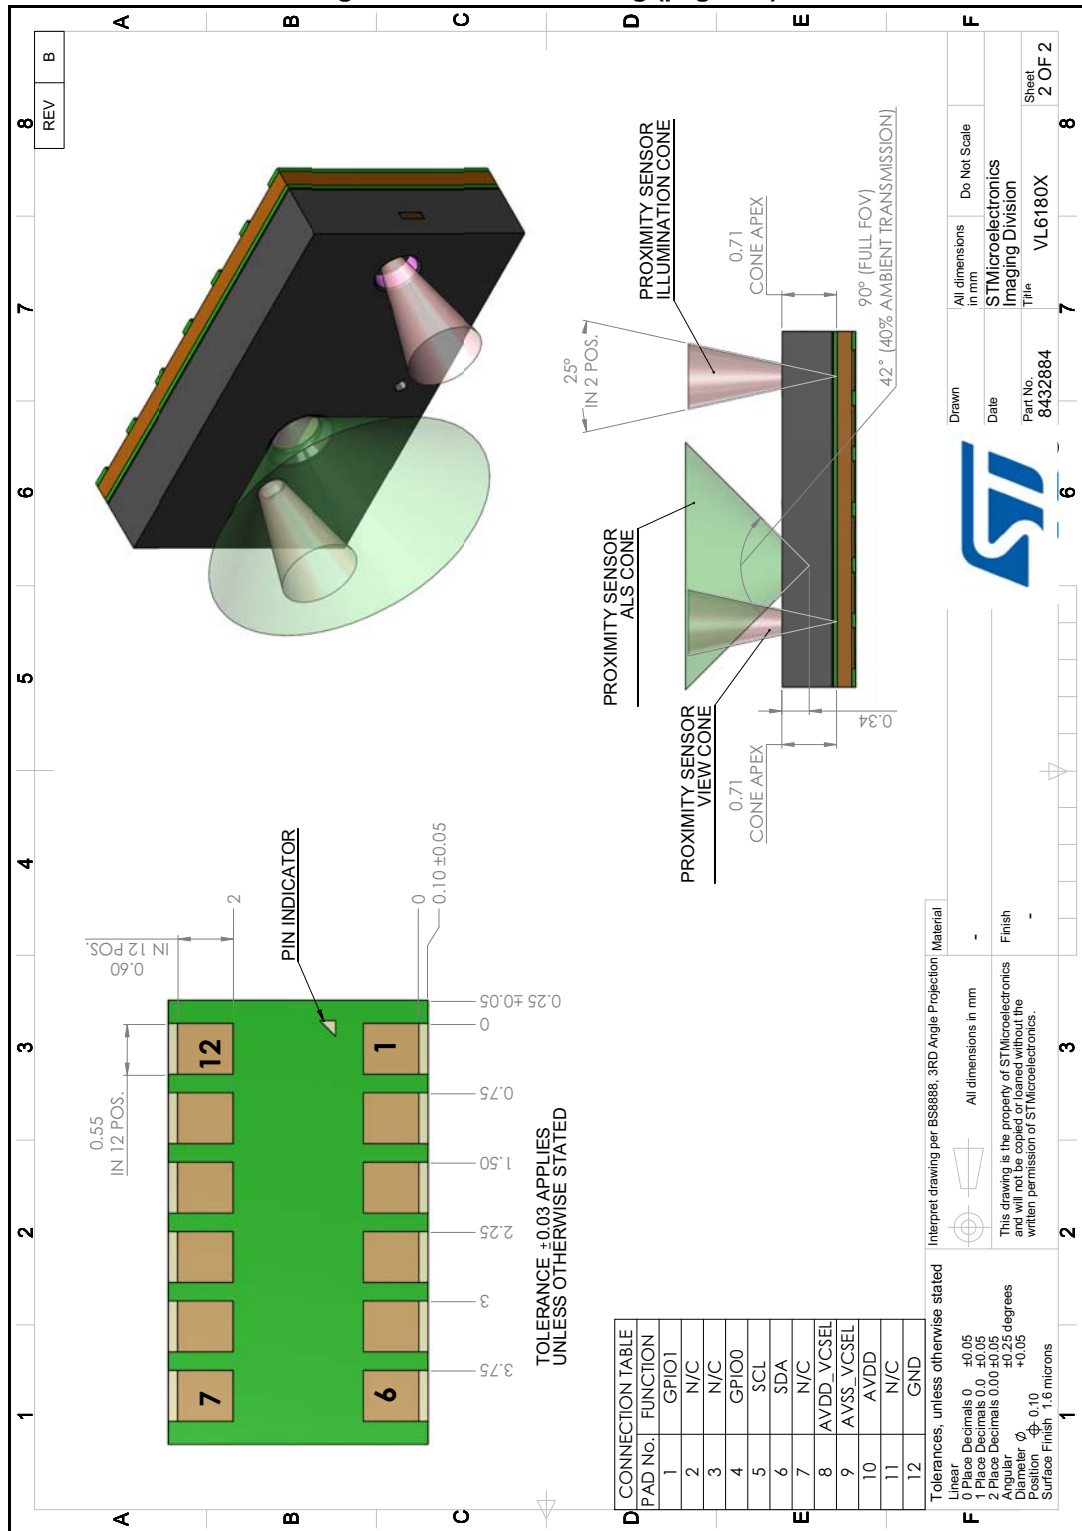 A
B
C
D
E
F
8
REV
B
7
6
5
4
3
2
1
PROXIMITY SENSOR
ILLUMINATION CONE
25°
IN 2 POS.
0.71
CONE APEX
90° (FULL FOV)
42° (40% AMBIENT TRANSMISSION)
PROXIMITY SENSOR
ALS CONE
PROXIMITY SENSOR
VIEW CONE
0.71
CONE APEX
0.34
0.60
IN 12 POS.
2
PIN INDICATOR
0
0.10 ±0.05
0.55
IN 12 POS.
12
1
7
6
0.25 ±0.05
0
0.75
1.50
2.25
3
3.75
TOLERANCE ±0.03 APPLIES
UNLESS OTHERWISE STATED
CONNECTION TABLE
PAD No. FUNCTION
1 GPIO1
2 N/C
3 N/C
4 GPIO0
5 SCL
6 SDA
7 N/C
8 AVDD_VCSEL
9 AVSS_VCSEL
10 AVDD
11 N/C
12 GND
Tolerances, unless otherwise stated
Linear
0 Place Decimals 0 ±0.05
1 Place Decimals 0.0 ±0.05
2 Place Decimals 0.00 ±0.05
Angular ±0.25 degrees
Diameter Ø +0.05
Position ⌖ 0.10
Surface Finish 1.6 microns
Interpret drawing per BS8888, 3RD Angle Projection
All dimensions in mm
This drawing is the property of STMicroelectronics
and will not be copied or loaned without the
written permission of STMicroelectronics.
Material
-
Finish
-
ST
Drawn
Date
Part No.
8432884
All dimensions
in mm
Do Not Scale
STMicroelectronics
Imaging Division
Title
VL6180X
Sheet
2 OF 2
A
B
C
D
E
F
8
7
6
3
2
1